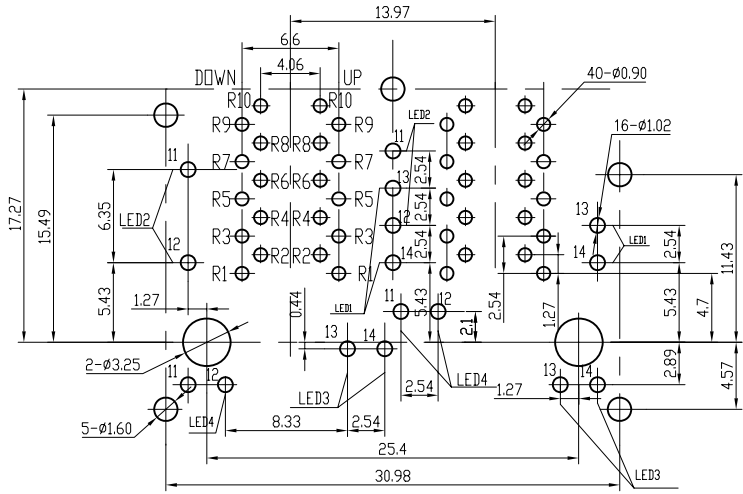 13.97
6.6
4.06
DOWN UP
40-Ø0.90
R10 R10
LED2
R9 R9
16-Ø1.02
11
R8 R8
11 R7 R7
2.54
13
R6 R6
17.27
15.49
6.35
LED2
R5 R5
2.54
12
13
R4 R4
12
R3 R3
2.54
14
LED1
2.54
11.43
R2 R2
R1 R1
5.43
1.27
0.44
LED1
5.43
11 12
2.1
2.54
1.27
5.43
4.7
13 14
2-Ø3.25
11 12
LED4
13 14
2.89
4.57
2.54
1.27
LED3
5-Ø1.60
LED4
8.33
2.54
25.4
LED3
30.98